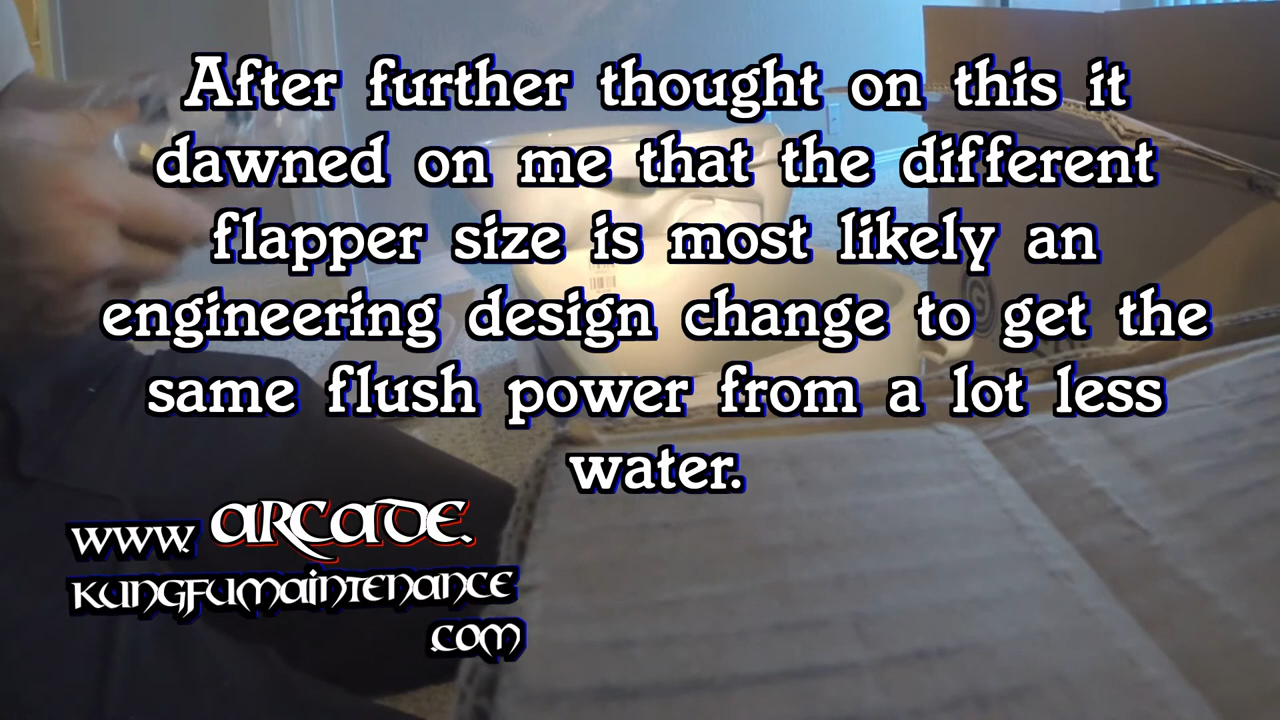 After further thought on this it
dawned on me that the different
flapper size is most likely an
engineering design change to get the
same flush power from a lot less
water.
www.ARCADE.
KUNGFUMAINTENANCE
.COM